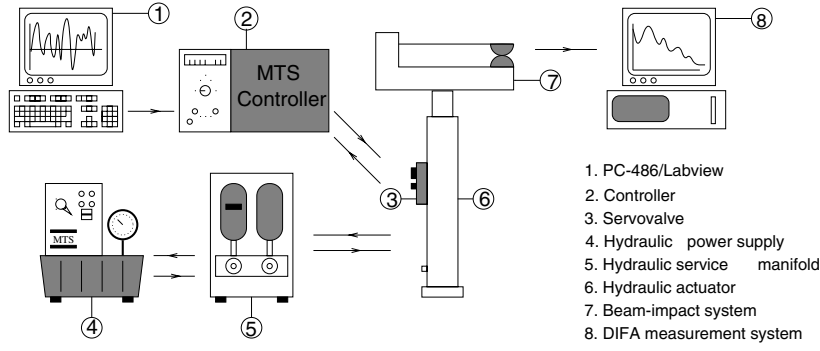 1
2
8
MTS
Controller
7
3
6
MTS
4
5
1. PC-486/Labview
2. Controller
3. Servovalve
4. Hydraulic power supply
5. Hydraulic service manifold
6. Hydraulic actuator
7. Beam-impact system
8. DIFA measurement system